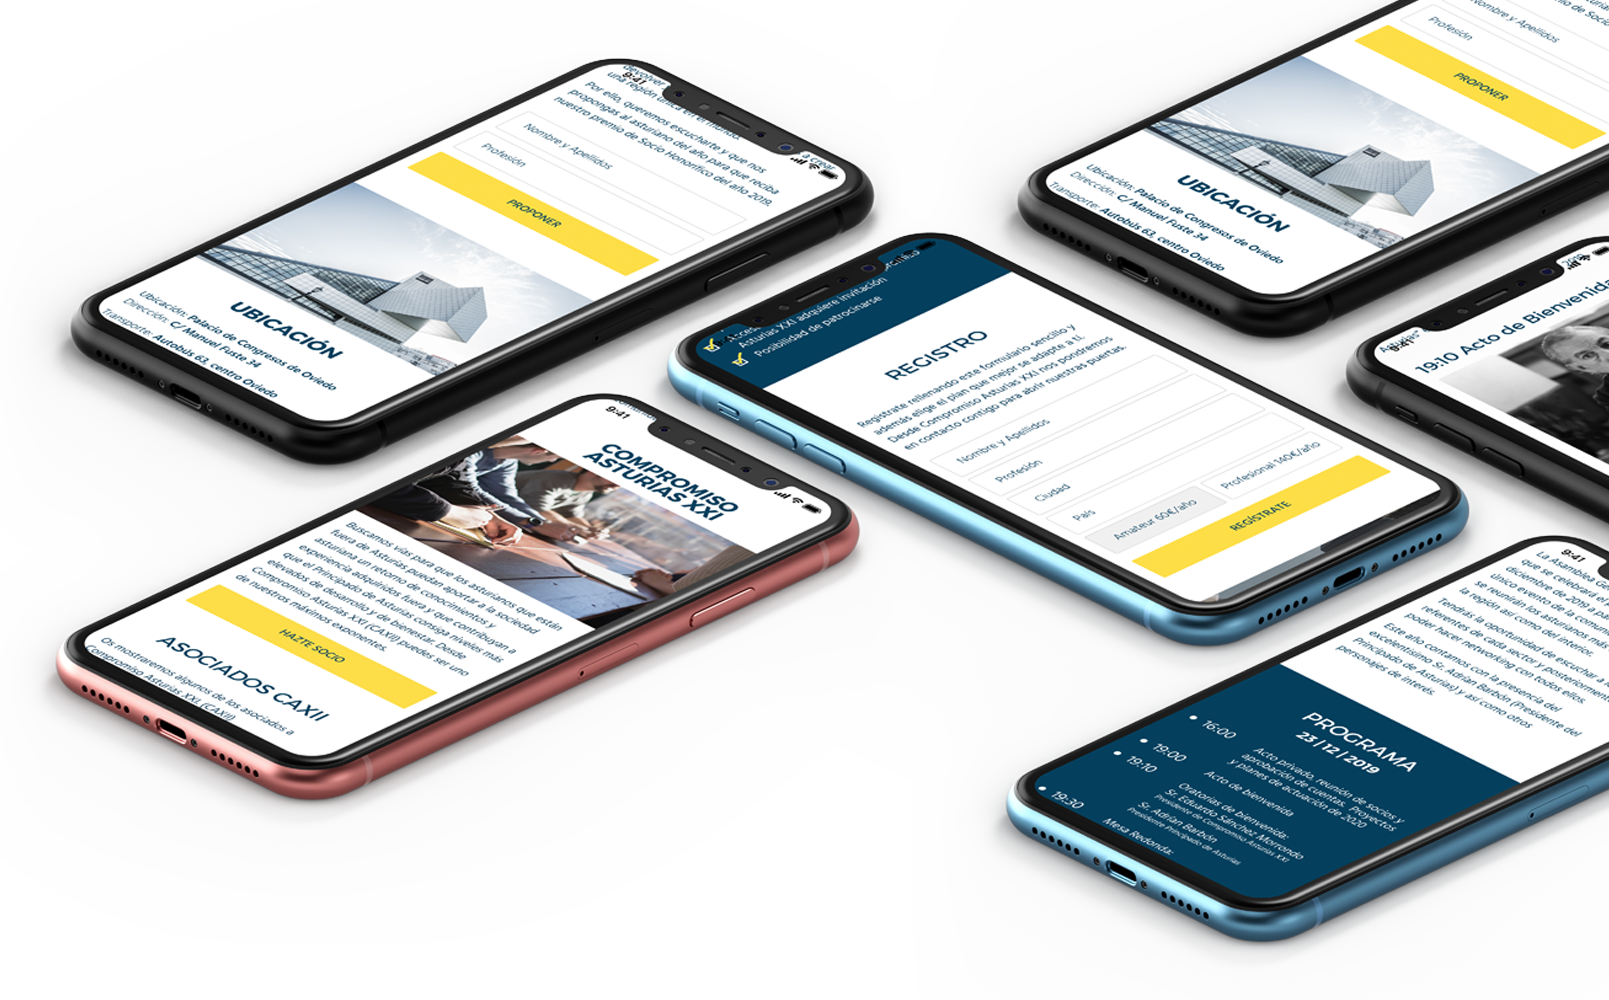 devolver
9:41
una región única en el mundo.
Por ello, queremos escucharte y que nos
propongas al asturiano del año para que reciba
nuestro premio de Socio Honorífico del año 2019.
a crear
Nombre y Apellidos
Profesión
PROPONER
UBICACIÓN
Ubicación: Palacio de Congresos de Oviedo
Dirección: C/ Manuel Fuste 34
Transporte: Autobús 63, centro Oviedo
Nombre y Apellidos
Profesión
PROPONER
UBICACIÓN
Ubicación: Palacio de Congresos de Oviedo
Dirección: C/ Manuel Fuste 34
Transporte: Autobús 63, centro Oviedo
Asturias XXI adquiere invitación
Posibilidad de patrocinarse
REGISTRO
Regístrate rellenando este formulario sencillo y
además elige el plan que mejor se adapte a ti.
Desde Compromiso Asturias XXI nos pondremos
en contacto contigo para abrir nuestras puertas.
Nombre y Apellidos
Profesión
Ciudad
País
Amateur 60€/año
Profesional 140€/año
REGÍSTRATE
Asturias"
9:41
19:10 Acto de Bienvenida
9:41
COMPROMISO
ASTURIAS XXI
Buscamos vías para que los asturianos que están
fuera de Asturias puedan aportar a la sociedad
asturiana un retorno de conocimientos y
experiencia adquiridos fuera y contribuyan a
que el Principado de Asturias consiga niveles más
elevados de desarrollo y de bienestar. Desde
Compromiso Asturias XXI (CAXII) puedes ser uno
de nuestros máximos exponentes.
HAZTE SOCIO
ASOCIADOS CAXII
Os mostraremos algunos de los asociados a
Compromiso Asturias XXI, (CAXII)
9:41
La Asamblea
que se celebrará el
diciembre de 2019 a
único evento de la
se reunirán los asturianos
la región así como del interior.
Tendrás la oportunidad de escuchar a
referentes de cada sector y posteriormente
poder hacer networking con todos ellos.
Este año contamos con la presencia del
excelentísimo Sr. Adrian Barbón (Presidente del
Principado de Asturias) y así como otros
personajes de interés.
PROGRAMA
23 | 12 | 2019
16:00
Acto privado, reunión de socios y
aprobación de cuentas. Proyectos
y planes de actuación de 2020
19:00
Acto de bienvenida
19:10
Oratorias de bienvenida:
Sr. Eduardo Sánchez Morrondo
Presidente de Compromiso Asturias XXI
Sr. Adrian Barbón
Presidente Principado de Asturias
19:30
Mesa Redonda: